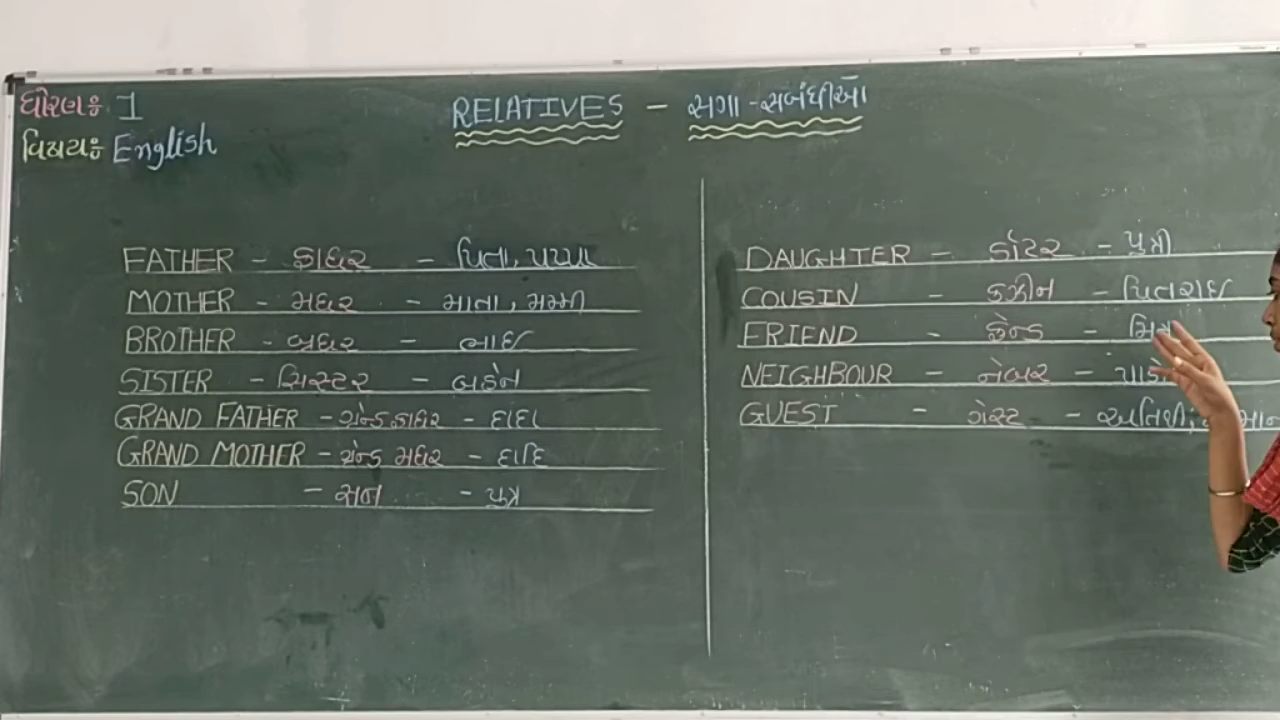 ધોરણઃ 1
વિષયઃ English
RELATIVES - સગા-સબંધીઓ
FATHER - ફાધર - પિતા, પપ્પા
MOTHER - મધર - માતા, મમ્મી
BROTHER - બ્રધર - ભાઈ
SISTER - સિસ્ટર - બહેન
GRAND FATHER - ગ્રેન્ડ ફાધર - દાદા
GRAND MOTHER - ગ્રેન્ડ મધર - દાદિ
SON - સન - પુત્ર
DAUGHTER - ડૉટર - પુત્રી
COUSIN - કઝીન - પિતરાઈ
FRIEND - ફ્રેન્ડ - મિત્ર
NEIGHBOUR - નેબર -
GUEST - ગેસ્ટ - અતિથી,